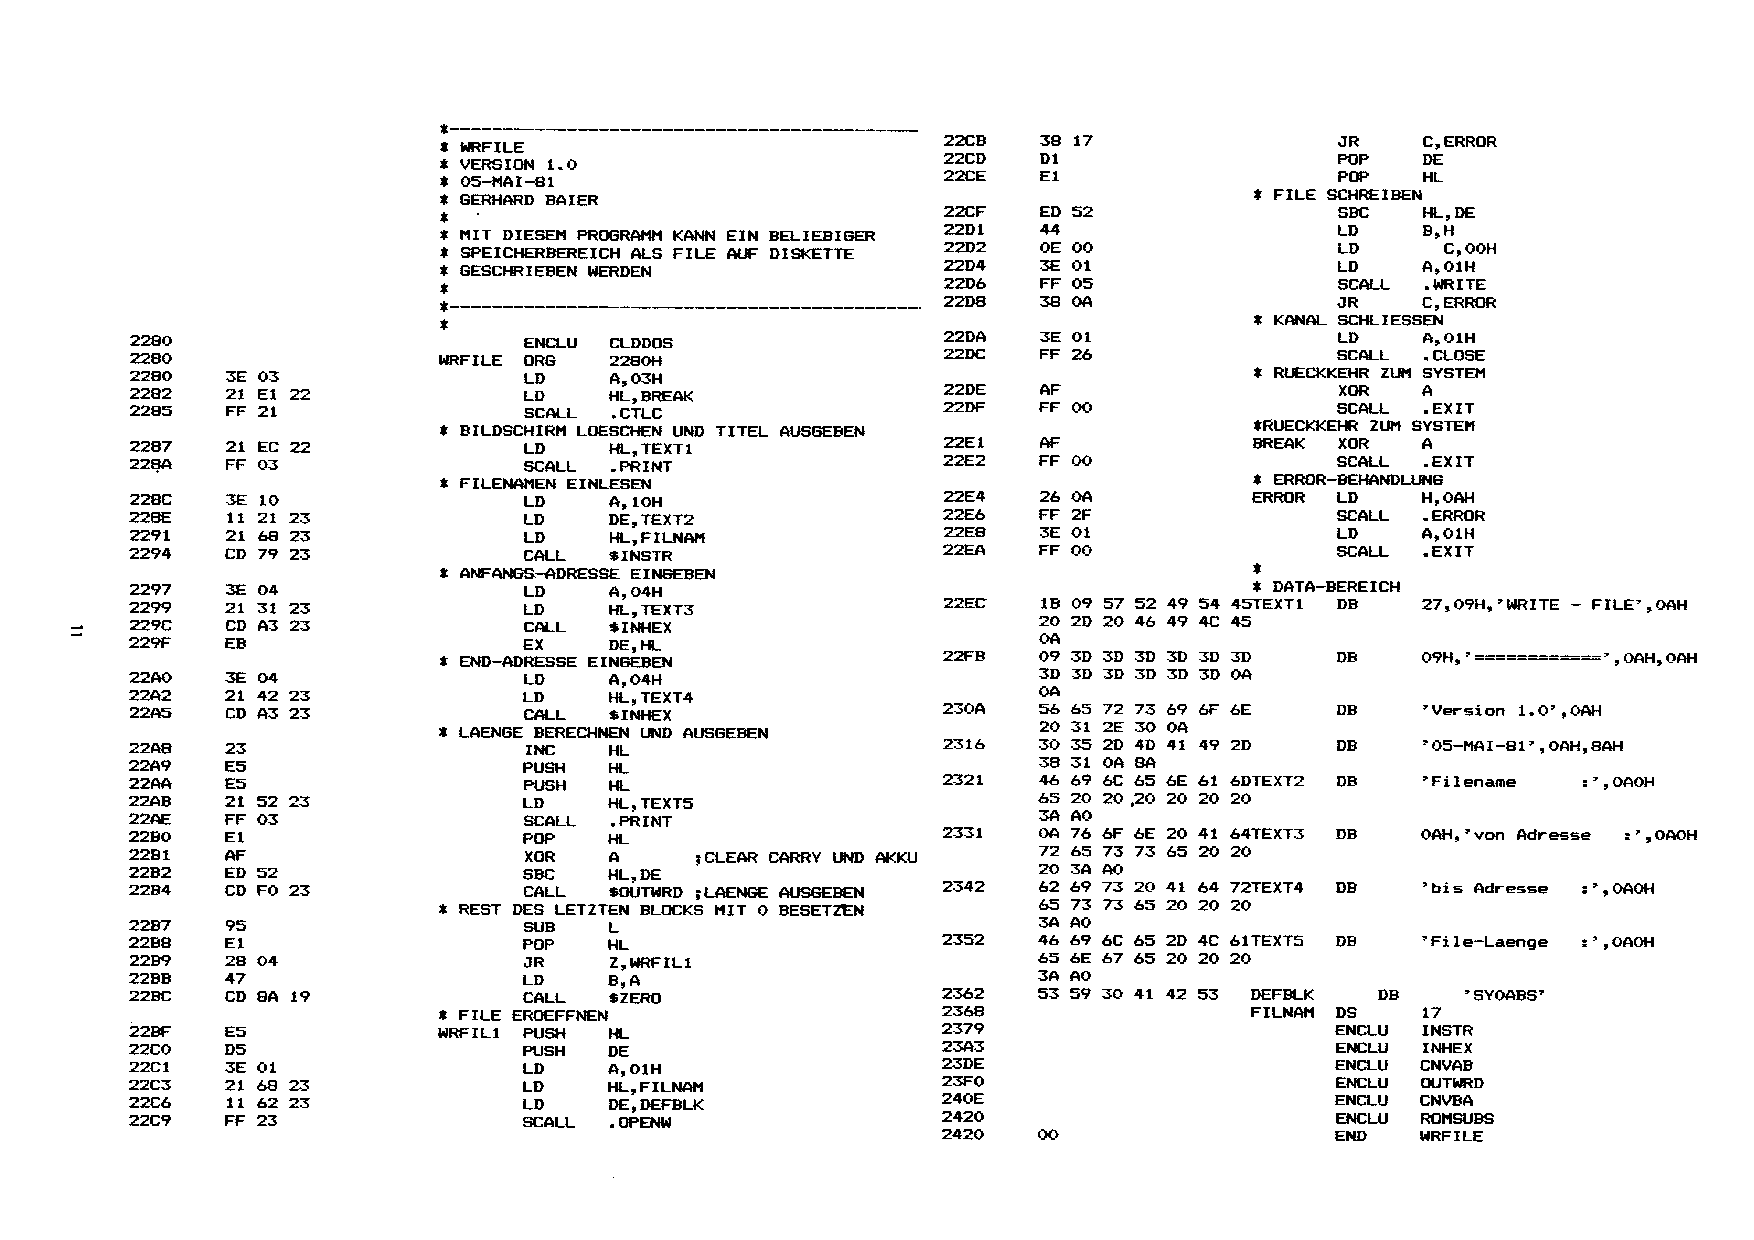 *--------------------------------------------
* WRFILE
* VERSION 1.0
* 05-MAI-81
* GERHARD BAIER
*
* MIT DIESEM PROGRAMM KANN EIN BELIEBIGER
* SPEICHERBEREICH ALS FILE AUF DISKETTE
* GESCHRIEBEN WERDEN
*
*--------------------------------------------
*
2280 ENCLU CLDDOS
2280 WRFILE ORG 2280H
2280 3E 03 LD A,03H
2282 21 E1 22 LD HL,BREAK
2285 FF 21 SCALL .CTLC
* BILDSCHIRM LOESCHEN UND TITEL AUSGEBEN
2287 21 EC 22 LD HL,TEXT1
228A FF 03 SCALL .PRINT
* FILENAMEN EINLESEN
228C 3E 10 LD A,10H
228E 11 21 23 LD DE,TEXT2
2291 21 68 23 LD HL,FILNAM
2294 CD 79 23 CALL $INSTR
* ANFANGS-ADRESSE EINGEBEN
2297 3E 04 LD A,04H
2299 21 31 23 LD HL,TEXT3
229C CD A3 23 CALL $INHEX
229F EB EX DE,HL
* END-ADRESSE EINGEBEN
22A0 3E 04 LD A,04H
22A2 21 42 23 LD HL,TEXT4
22A5 CD A3 23 CALL $INHEX
* LAENGE BERECHNEN UND AUSGEBEN
22A8 23 INC HL
22A9 E5 PUSH HL
22AA E5 PUSH HL
22AB 21 52 23 LD HL,TEXT5
22AE FF 03 SCALL .PRINT
22B0 E1 POP HL
22B1 AF XOR A ;CLEAR CARRY UND AKKU
22B2 ED 52 SBC HL,DE
22B4 CD F0 23 CALL $OUTWRD ;LAENGE AUSGEBEN
* REST DES LETZTEN BLOCKS MIT 0 BESETZEN
22B7 95 SUB L
22B8 E1 POP HL
22B9 28 04 JR Z,WRFIL1
22BB 47 LD B,A
22BC CD 8A 19 CALL $ZERO
* FILE EROEFFNEN
22BF E5 WRFIL1 PUSH HL
22C0 D5 PUSH DE
22C1 3E 01 LD A,01H
22C3 21 68 23 LD HL,FILNAM
22C6 11 62 23 LD DE,DEFBLK
22C9 FF 23 SCALL .OPENW
22CB 38 17 JR C,ERROR
22CD D1 POP DE
22CE E1 POP HL
* FILE SCHREIBEN
22CF ED 52 SBC HL,DE
22D1 44 LD B,H
22D2 0E 00 LD C,00H
22D4 3E 01 LD A,01H
22D6 FF 05 SCALL .WRITE
22D8 38 0A JR C,ERROR
* KANAL SCHLIESSEN
22DA 3E 01 LD A,01H
22DC FF 26 SCALL .CLOSE
* RUECKKEHR ZUM SYSTEM
22DE AF XOR A
22DF FF 00 SCALL .EXIT
*RUECKKEHR ZUM SYSTEM
22E1 AF BREAK XOR A
22E2 FF 00 SCALL .EXIT
* ERROR-BEHANDLUNG
22E4 26 0A ERROR LD H,0AH
22E6 FF 2F SCALL .ERROR
22E8 3E 01 LD A,01H
22EA FF 00 SCALL .EXIT
*
* DATA-BEREICH
22EC 1B 09 57 52 49 54 45TEXT1 DB 27,09H,'WRITE - FILE',0AH
20 2D 20 46 49 4C 45
0A
22FB 09 3D 3D 3D 3D 3D 3D DB 09H,'============',0AH,0AH
3D 3D 3D 3D 3D 3D 0A
0A
230A 56 65 72 73 69 6F 6E DB 'Version 1.0',0AH
20 31 2E 30 0A
2316 30 35 2D 4D 41 49 2D DB '05-MAI-81',0AH,8AH
38 31 0A 8A
2321 46 69 6C 65 6E 61 6DTEXT2 DB 'Filename :',0A0H
65 20 20 20 20 20 20
3A A0
2331 0A 76 6F 6E 20 41 64TEXT3 DB 0AH,'von Adresse :',0A0H
72 65 73 73 65 20 20
20 3A A0
2342 62 69 73 20 41 64 72TEXT4 DB 'bis Adresse :',0A0H
65 73 73 65 20 20 20
3A A0
2352 46 69 6C 65 2D 4C 61TEXT5 DB 'File-Laenge :',0A0H
65 6E 67 65 20 20 20
3A A0
2362 53 59 30 41 42 53 DEFBLK DB 'SY0ABS'
2368 FILNAM DS 17
2379 ENCLU INSTR
23A3 ENCLU INHEX
23DE ENCLU CNVAB
23F0 ENCLU OUTWRD
240E ENCLU CNVBA
2420 ENCLU ROMSUBS
2420 00 END WRFILE
11